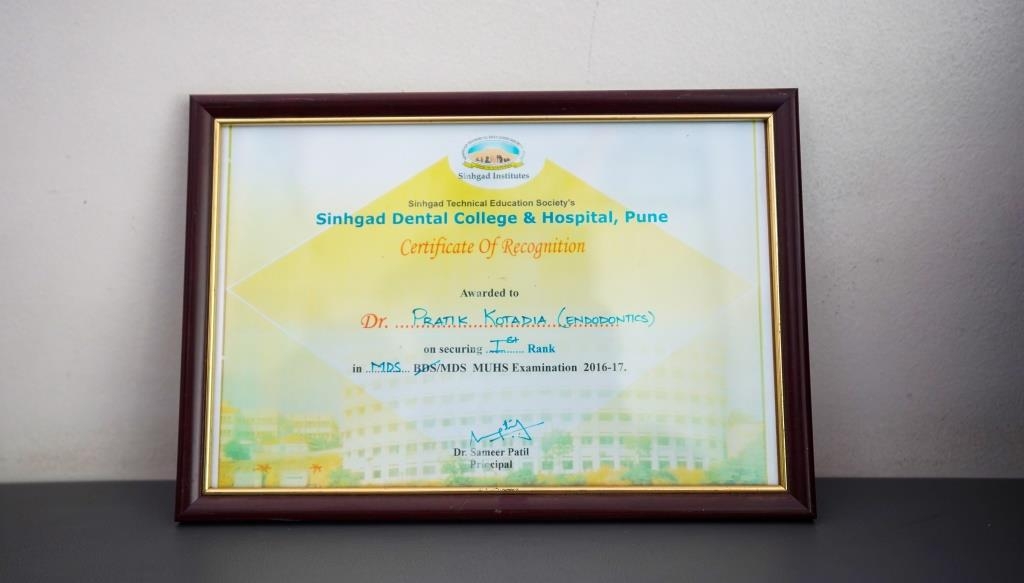 Sinhgad Institutes
Sinhgad Technical Education Society's
Sinhgad Dental College & Hospital, Pune
Certificate Of Recognition
Awarded to
Dr. ...... PRATIK KOTADIA (ENDODONTICS)
on securing ..Ist...... Rank
in ..MDS... BDS/MDS MUHS Examination 2016-17.
Dr. Sameer Patil
Principal